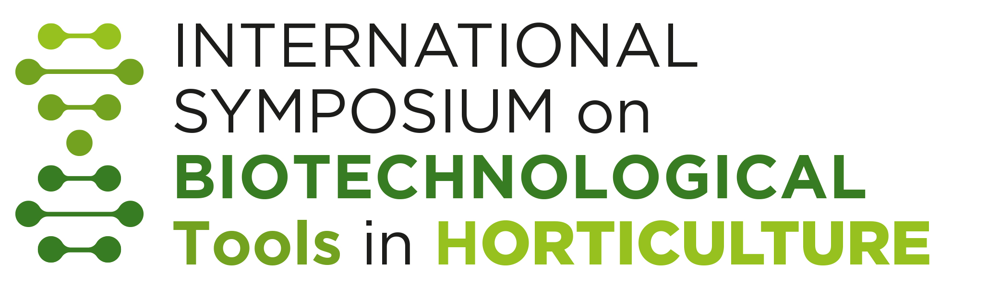 INTERNATIONAL
SYMPOSIUM on
BIOTECHNOLOGICAL
Tools in HORTICULTURE